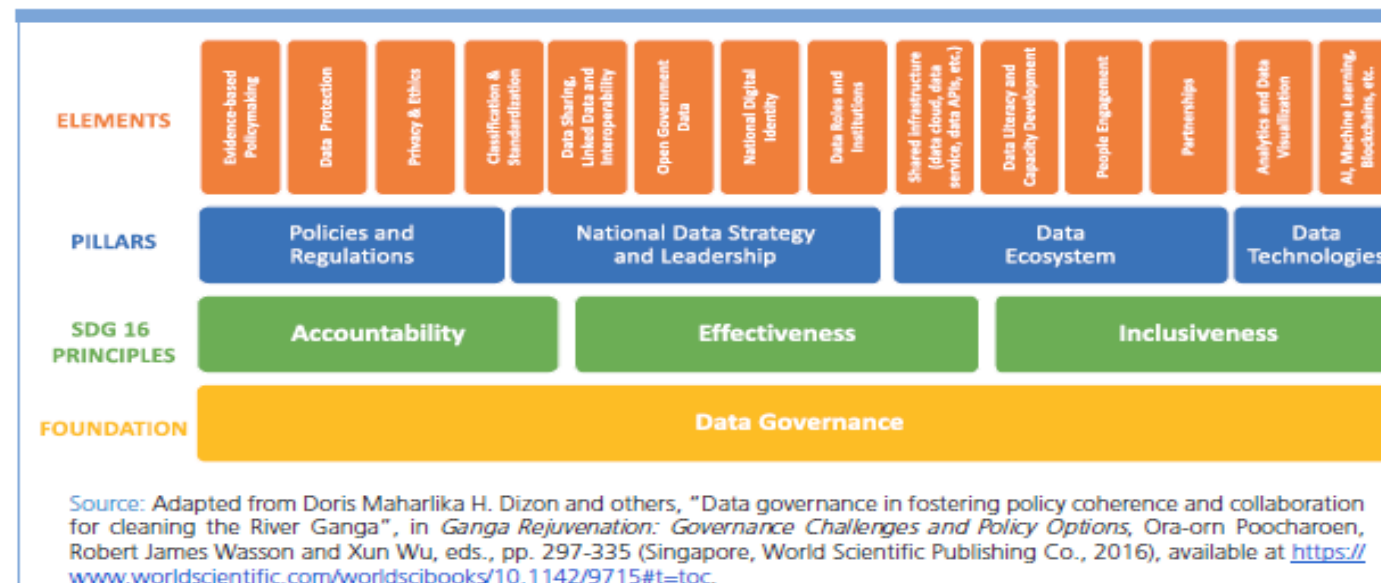 ELEMENTS
Evidence-based
Policymaking
Data Protection
Privacy & Ethics
Classification &
Standardization
Data Sharing,
Linked Data and
Interoperability
Open Government
Data
National Digital
Identity
Data Roles and
Institutions
Shared Infrastructure
(data cloud, data
service, data APIs, etc.)
Data Literacy and
Capacity Development
People Engagement
Partnerships
Analytics and Data
Visualization
AI, Machine Learning,
Blockchains, etc.
PILLARS
Policies and
Regulations
National Data Strategy
and Leadership
Data
Ecosystem
Data
Technologies
SDG 16
PRINCIPLES
Accountability
Effectiveness
Inclusiveness
FOUNDATION
Data Governance
Source: Adapted from Doris Maharlika H. Dizon and others, "Data governance in fostering policy coherence and collaboration
for cleaning the River Ganga", in Ganga Rejuvenation: Governance Challenges and Policy Options, Ora-orn Poocharoen,
Robert James Wasson and Xun Wu, eds., pp. 297-335 (Singapore, World Scientific Publishing Co., 2016), available at https://
www.worldscientific.com/worldscibooks/10.1142/9715#t=toc.